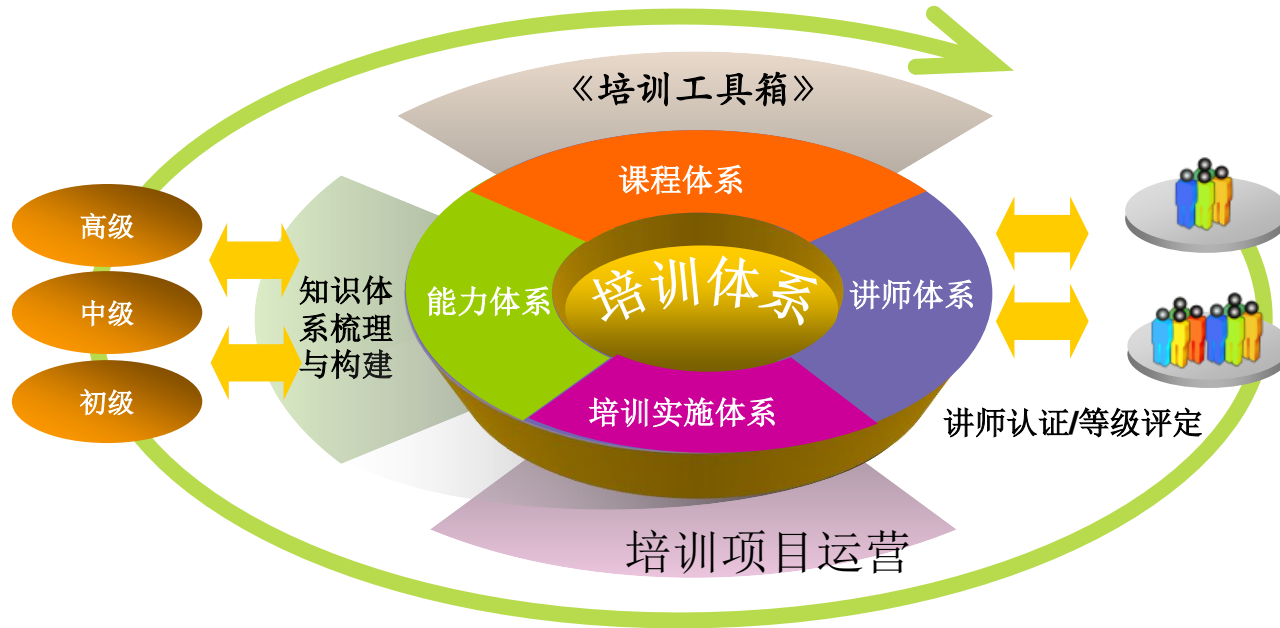 《培训工具箱》
课程体系
高级
中级
初级
知识体
系梳理
与构建
能力体系
培训体系
讲师体系
培训实施体系
讲师认证/等级评定
培训项目运营